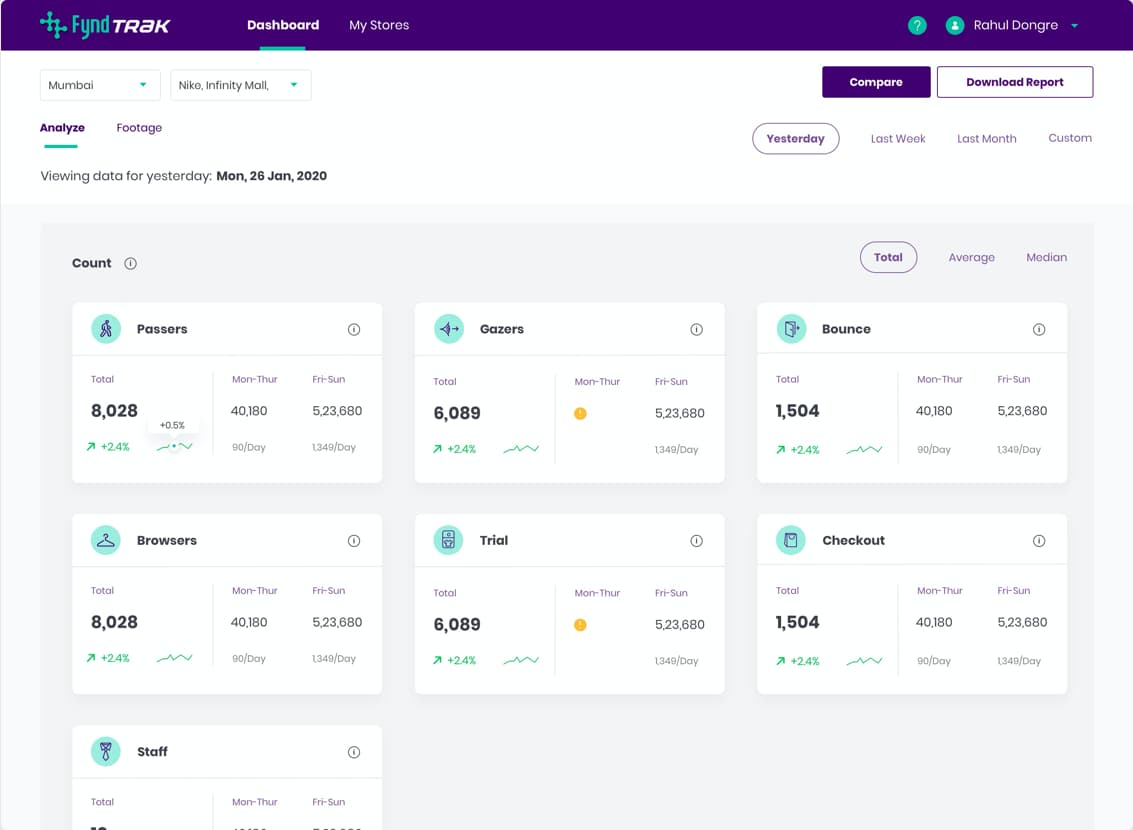 Fynd TRAK Dashboard My Stores ? Rahul Dongre
Mumbai Nike, Infinity Mall, Compare Download Report
Analyze Footage Yesterday Last Week Last Month Custom
Viewing data for yesterday: Mon, 26 Jan, 2020
Count Total Average Median
Passers
Total Mon-Thur Fri-Sun
8,028 40,180 5,23,680
+0.5%
+2.4% 90/Day 1,349/Day
Gazers
Total Mon-Thur Fri-Sun
6,089 ! 5,23,680
+2.4% 1,349/Day
Bounce
Total Mon-Thur Fri-Sun
1,504 40,180 5,23,680
+2.4% 90/Day 1,349/Day
Browsers
Total Mon-Thur Fri-Sun
8,028 40,180 5,23,680
+2.4% 90/Day 1,349/Day
Trial
Total Mon-Thur Fri-Sun
6,089 ! 5,23,680
+2.4% 1,349/Day
Checkout
Total Mon-Thur Fri-Sun
1,504 40,180 5,23,680
+2.4% 90/Day 1,349/Day
Staff
Total Mon-Thur Fri-Sun